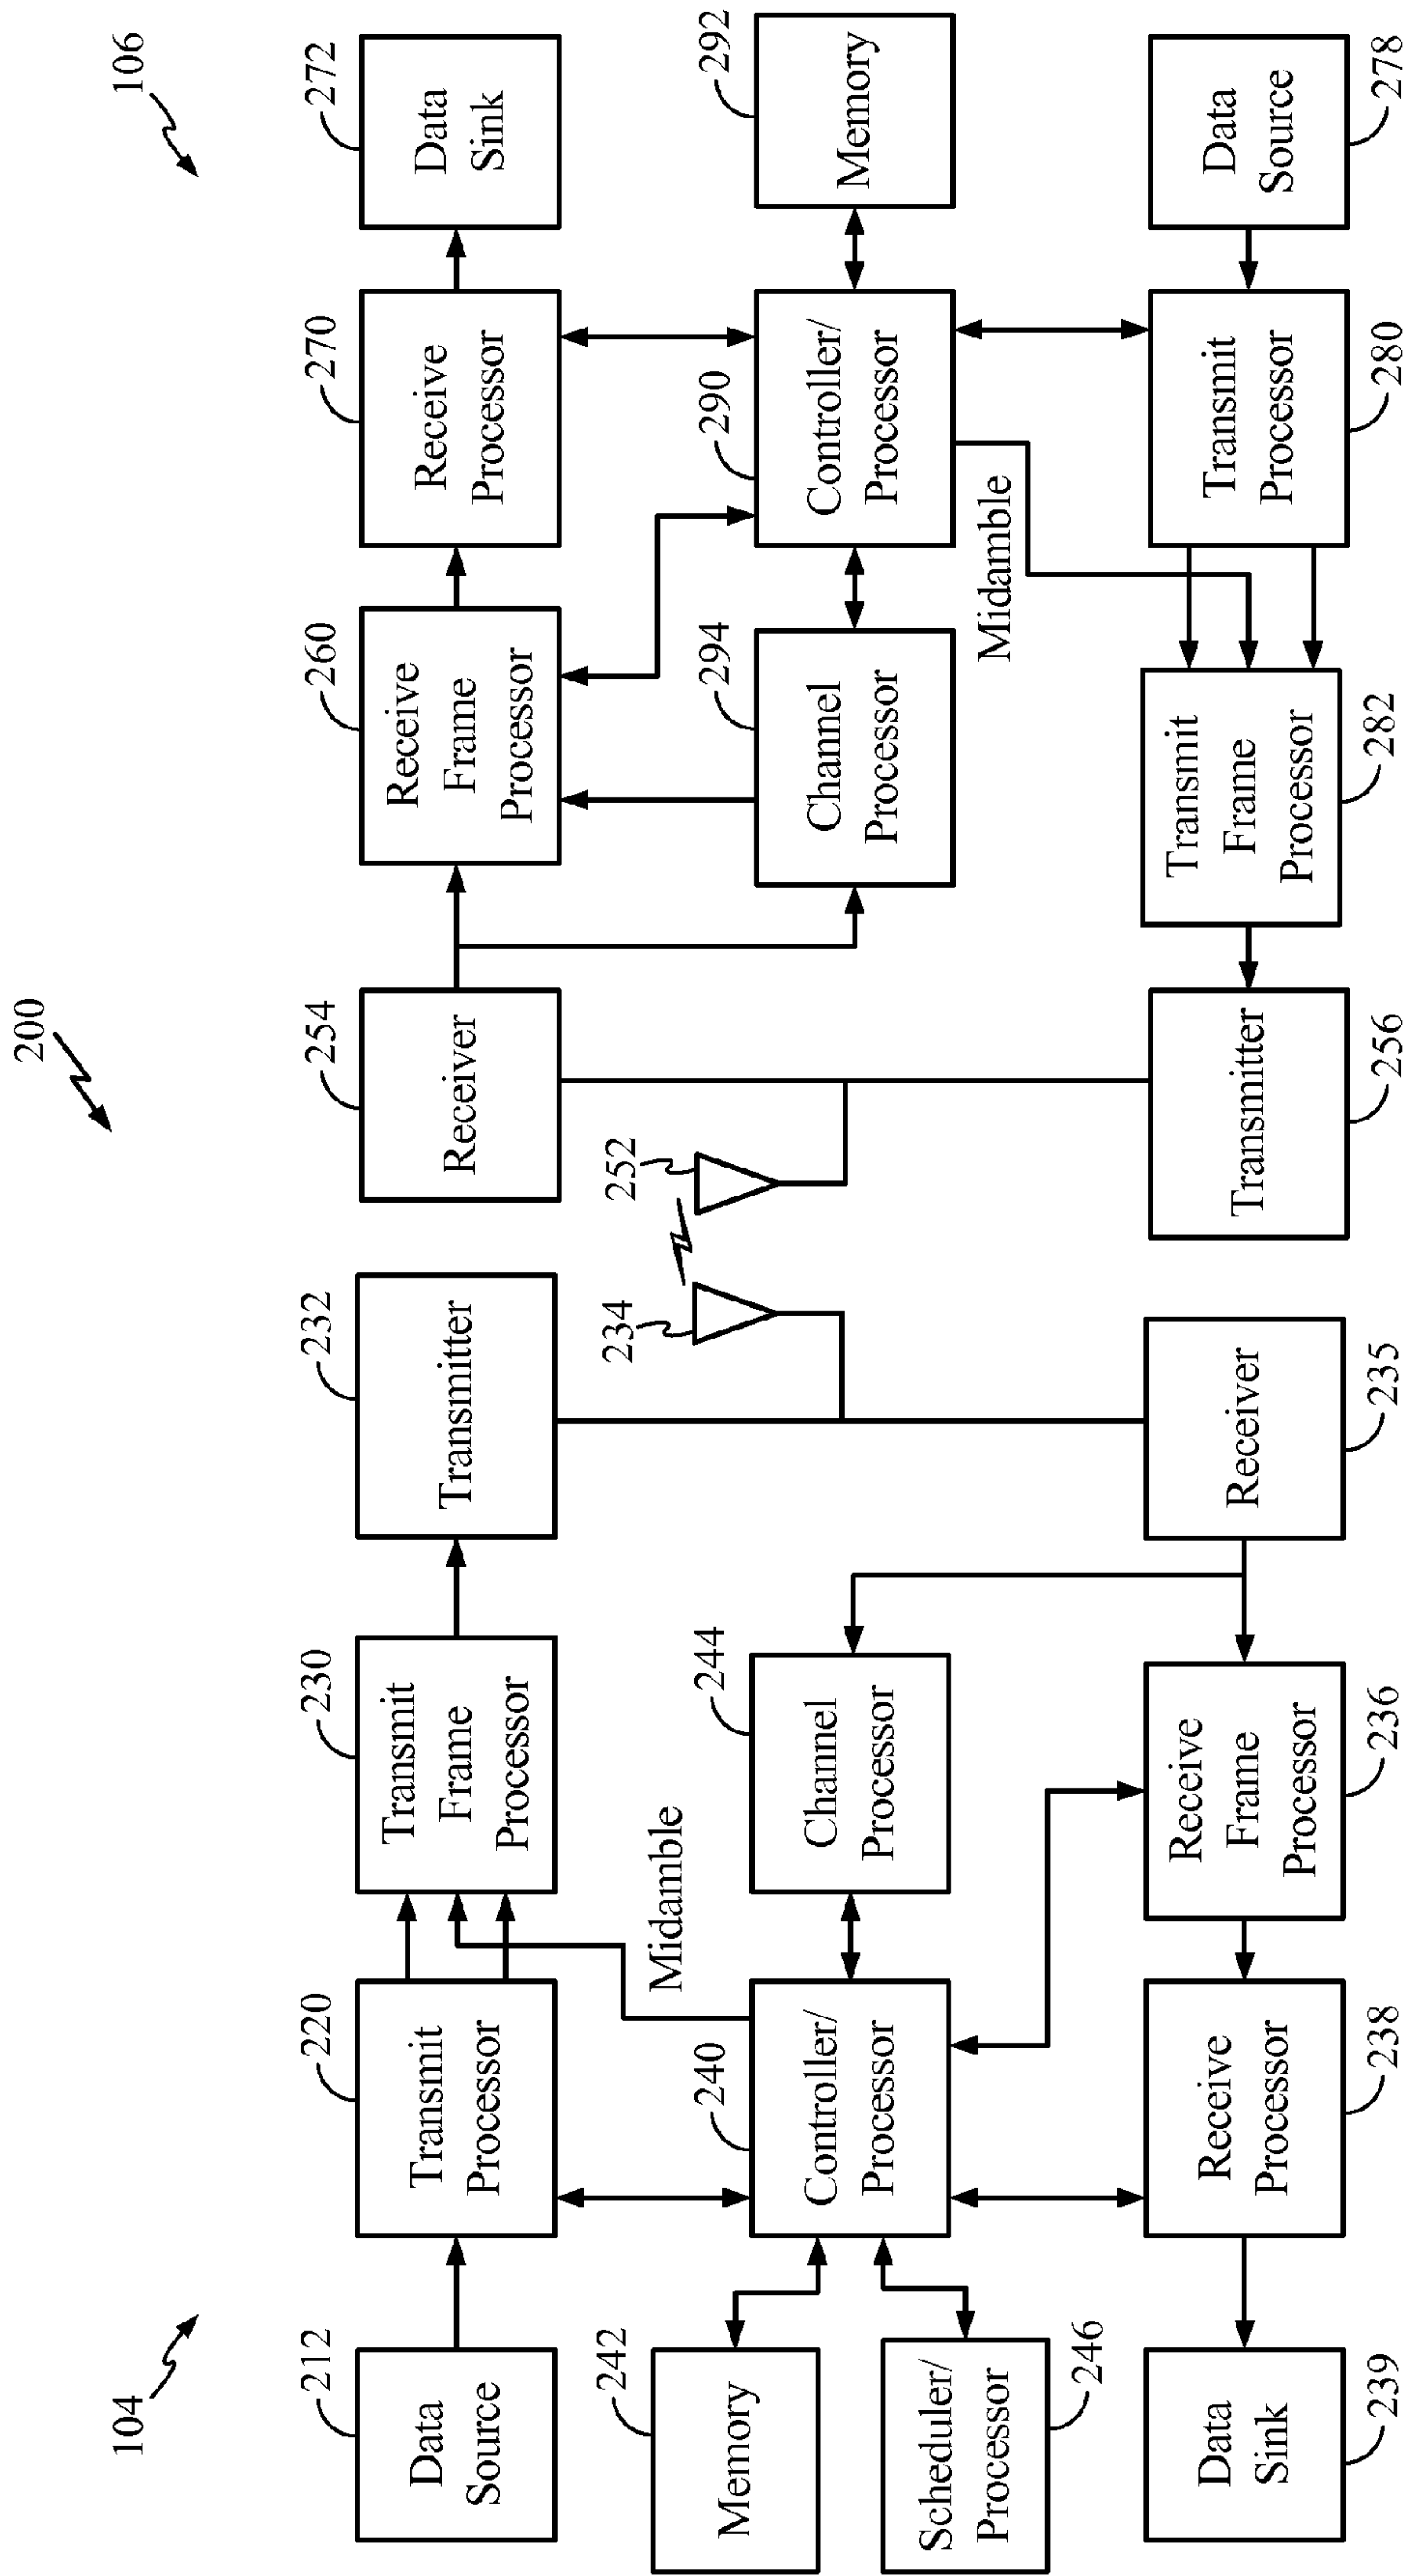 200
104
106
212
Data
Source
220
Transmit
Processor
230
Transmit
Frame
Processor
232
Transmitter
254
Receiver
260
Receive
Frame
Processor
270
Receive
Processor
272
Data
Sink
Midamble
234
252
242
Memory
240
Controller/
Processor
244
Channel
Processor
294
Channel
Processor
290
Controller/
Processor
292
Memory
Scheduler/
Processor
246
Midamble
Data
Sink
239
Receive
Processor
238
Receive
Frame
Processor
236
Receiver
235
Transmitter
256
Transmit
Frame
Processor
282
Transmit
Processor
280
Data
Source
278